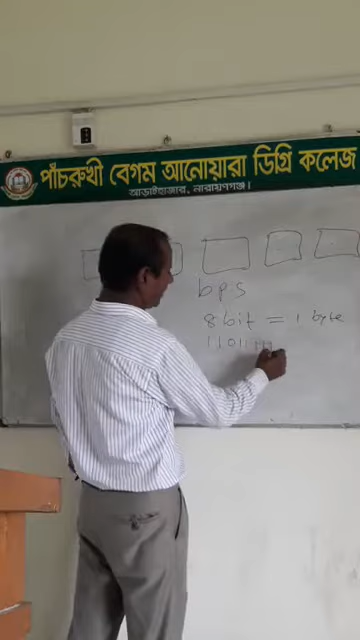 পাঁচরুখী বেগম আনোয়ারা ডিগ্রী কলেজ
আড়াইহাজার, নারায়ণগঞ্জ।
bps
8 bit = 1 byte